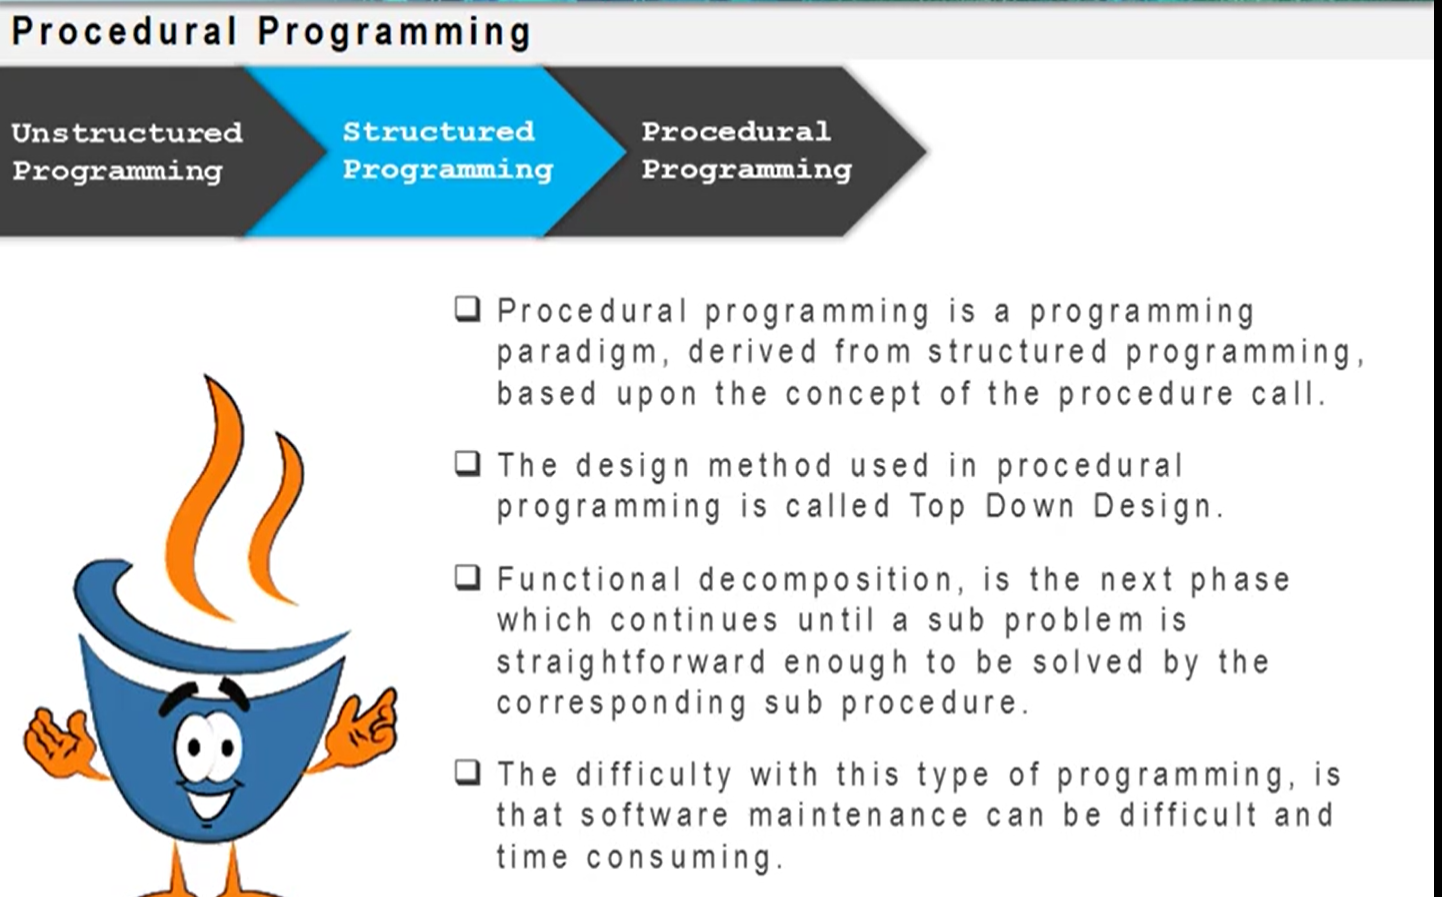 Procedural Programming
Unstructured
Programming
Structured
Programming
Procedural
Programming
Procedural programming is a programming
paradigm, derived from structured programming,
based upon the concept of the procedure call.
The design method used in procedural
programming is called Top Down Design.
Functional decomposition, is the next phase
which continues until a sub problem is
straightforward enough to be solved by the
corresponding sub procedure.
The difficulty with this type of programming, is
that software maintenance can be difficult and
time consuming.